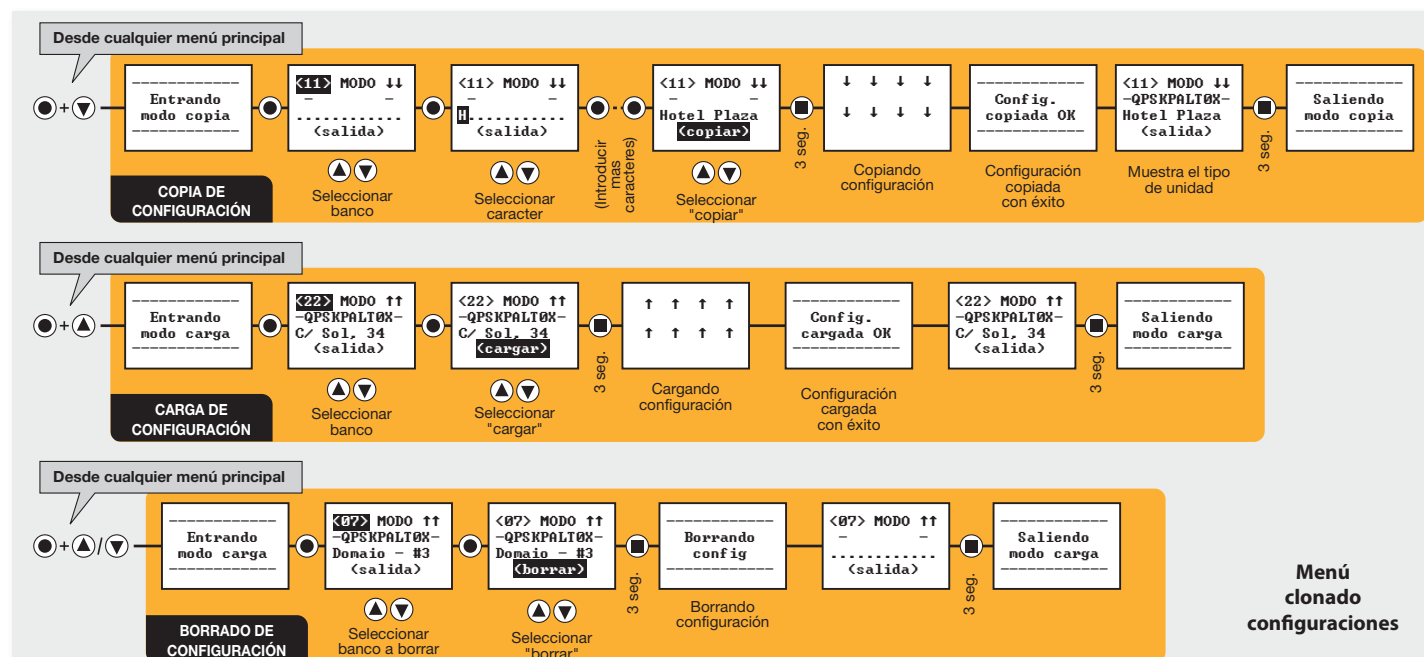 Desde cualquier menú principal
Entrando
modo copia
<11> MODO ↓↓
- -
............
(salida)
<11> MODO ↓↓
- -
H...........
(salida)
<11> MODO ↓↓
- -
Hotel Plaza
(copiar)
↓ ↓ ↓ ↓
↓ ↓ ↓ ↓
Config.
copiada OK
<11> MODO ↓↓
-QPSKPALT0X-
Hotel Plaza
(salida)
Saliendo
modo copia
+
COPIA DE
CONFIGURACIÓN
Seleccionar
banco
Seleccionar
caracter
(Introducir
mas
caracteres)
Seleccionar
"copiar"
3 seg.
Copiando
configuración
Configuración
copiada
con éxito
Muestra el tipo
de unidad
3 seg.
Desde cualquier menú principal
+
Entrando
modo carga
<22> MODO ↑↑
-QPSKPALT0X-
C/ Sol, 34
(salida)
<22> MODO ↑↑
-QPSKPALT0X-
C/ Sol, 34
(cargar)
↑ ↑ ↑ ↑
↑ ↑ ↑ ↑
Config.
cargada OK
<22> MODO ↑↑
-QPSKPALT0X-
C/ Sol, 34
(salida)
Saliendo
modo carga
CARGA DE
CONFIGURACIÓN
Seleccionar
banco
Seleccionar
"cargar"
3 seg.
Cargando
configuración
Configuración
cargada
con éxito
3 seg.
Desde cualquier menú principal
+ /
Entrando
modo carga
<07> MODO ↑↑
-QPSKPALT0X-
Domaio - #3
(salida)
<07> MODO ↑↑
-QPSKPALT0X-
Domaio - #3
(borrar)
Borrando
config
<07> MODO ↑↑
- -
............
(salida)
Saliendo
modo carga
BORRADO DE
CONFIGURACIÓN
Seleccionar
banco a borrar
Seleccionar
"borrar"
3 seg.
Borrando
configuración
3 seg.
Menú
clonado
configuraciones